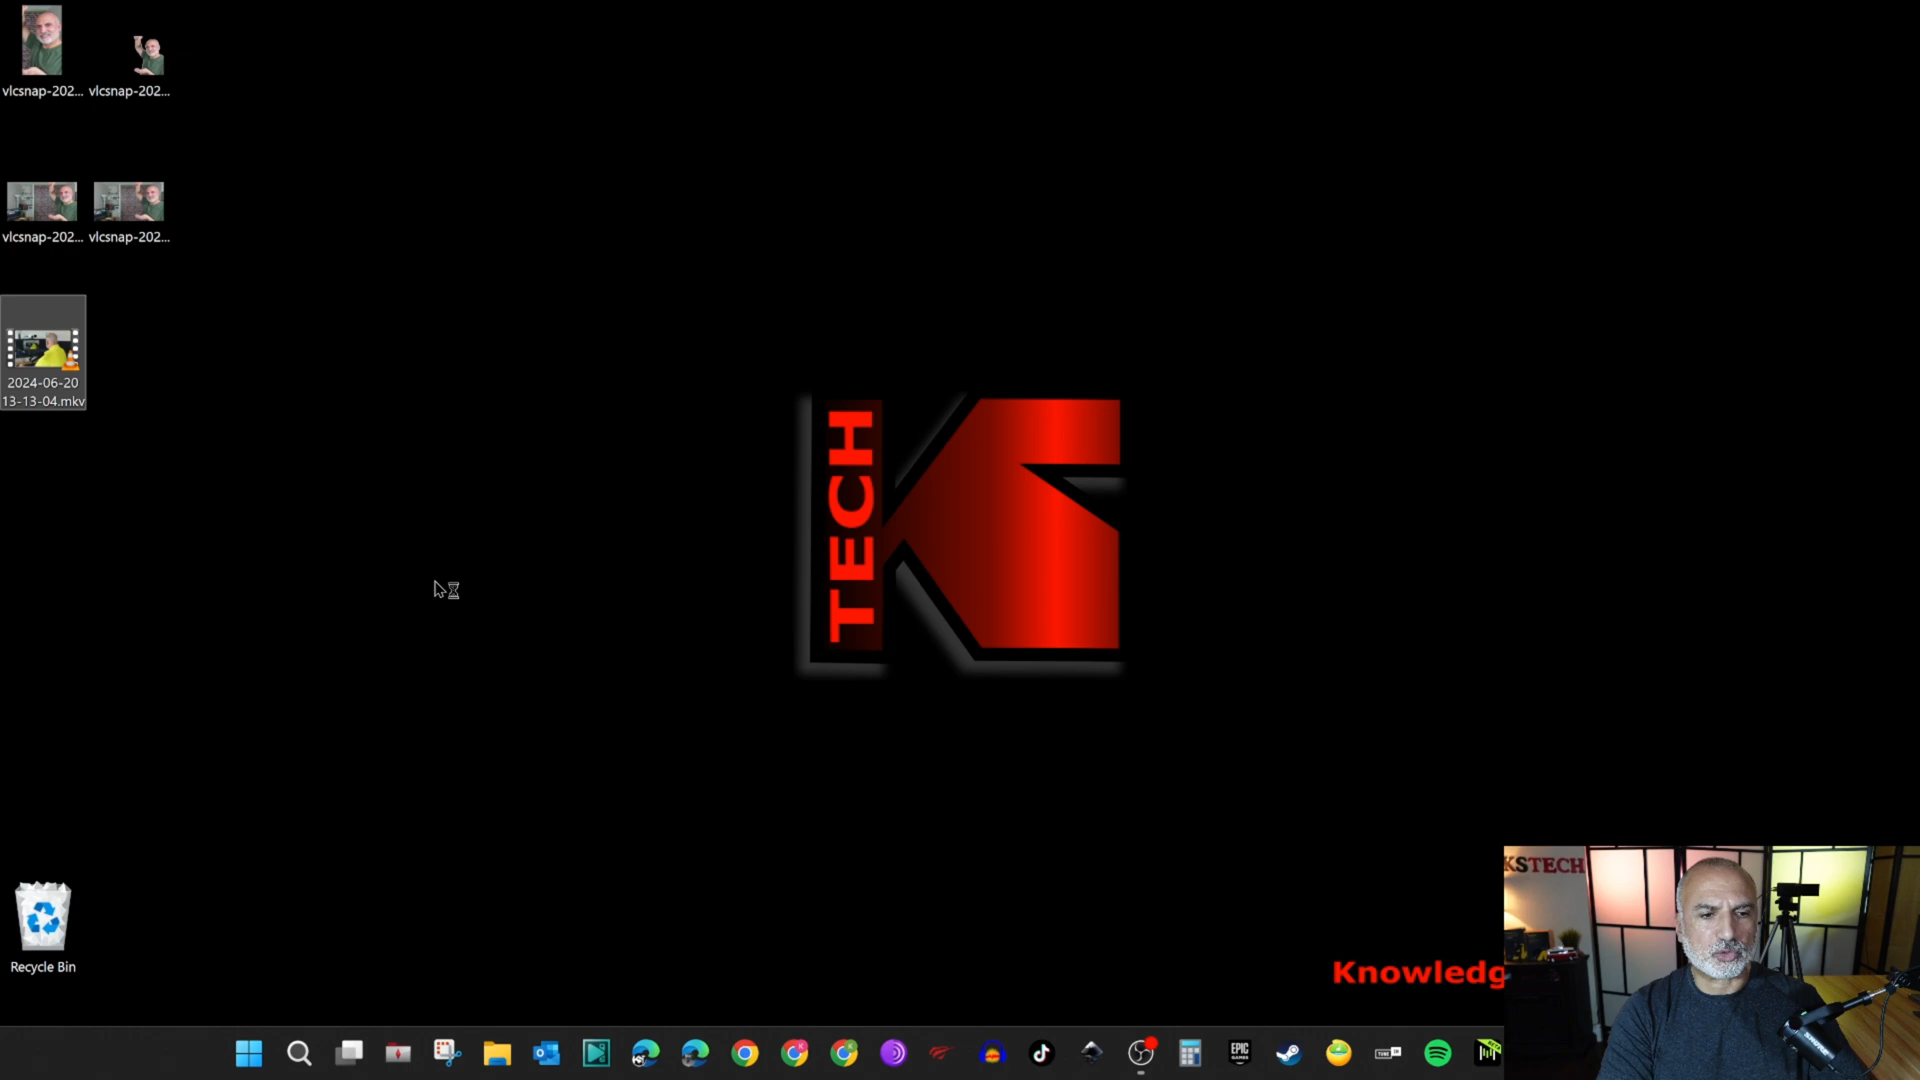 vlcsnap-202... vlcsnap-202...
vlcsnap-202... vlcsnap-202...
2024-06-20
13-13-04.mkv
TECH
K
Recycle Bin
Knowledg
KSTECH
EPIC
GAMES